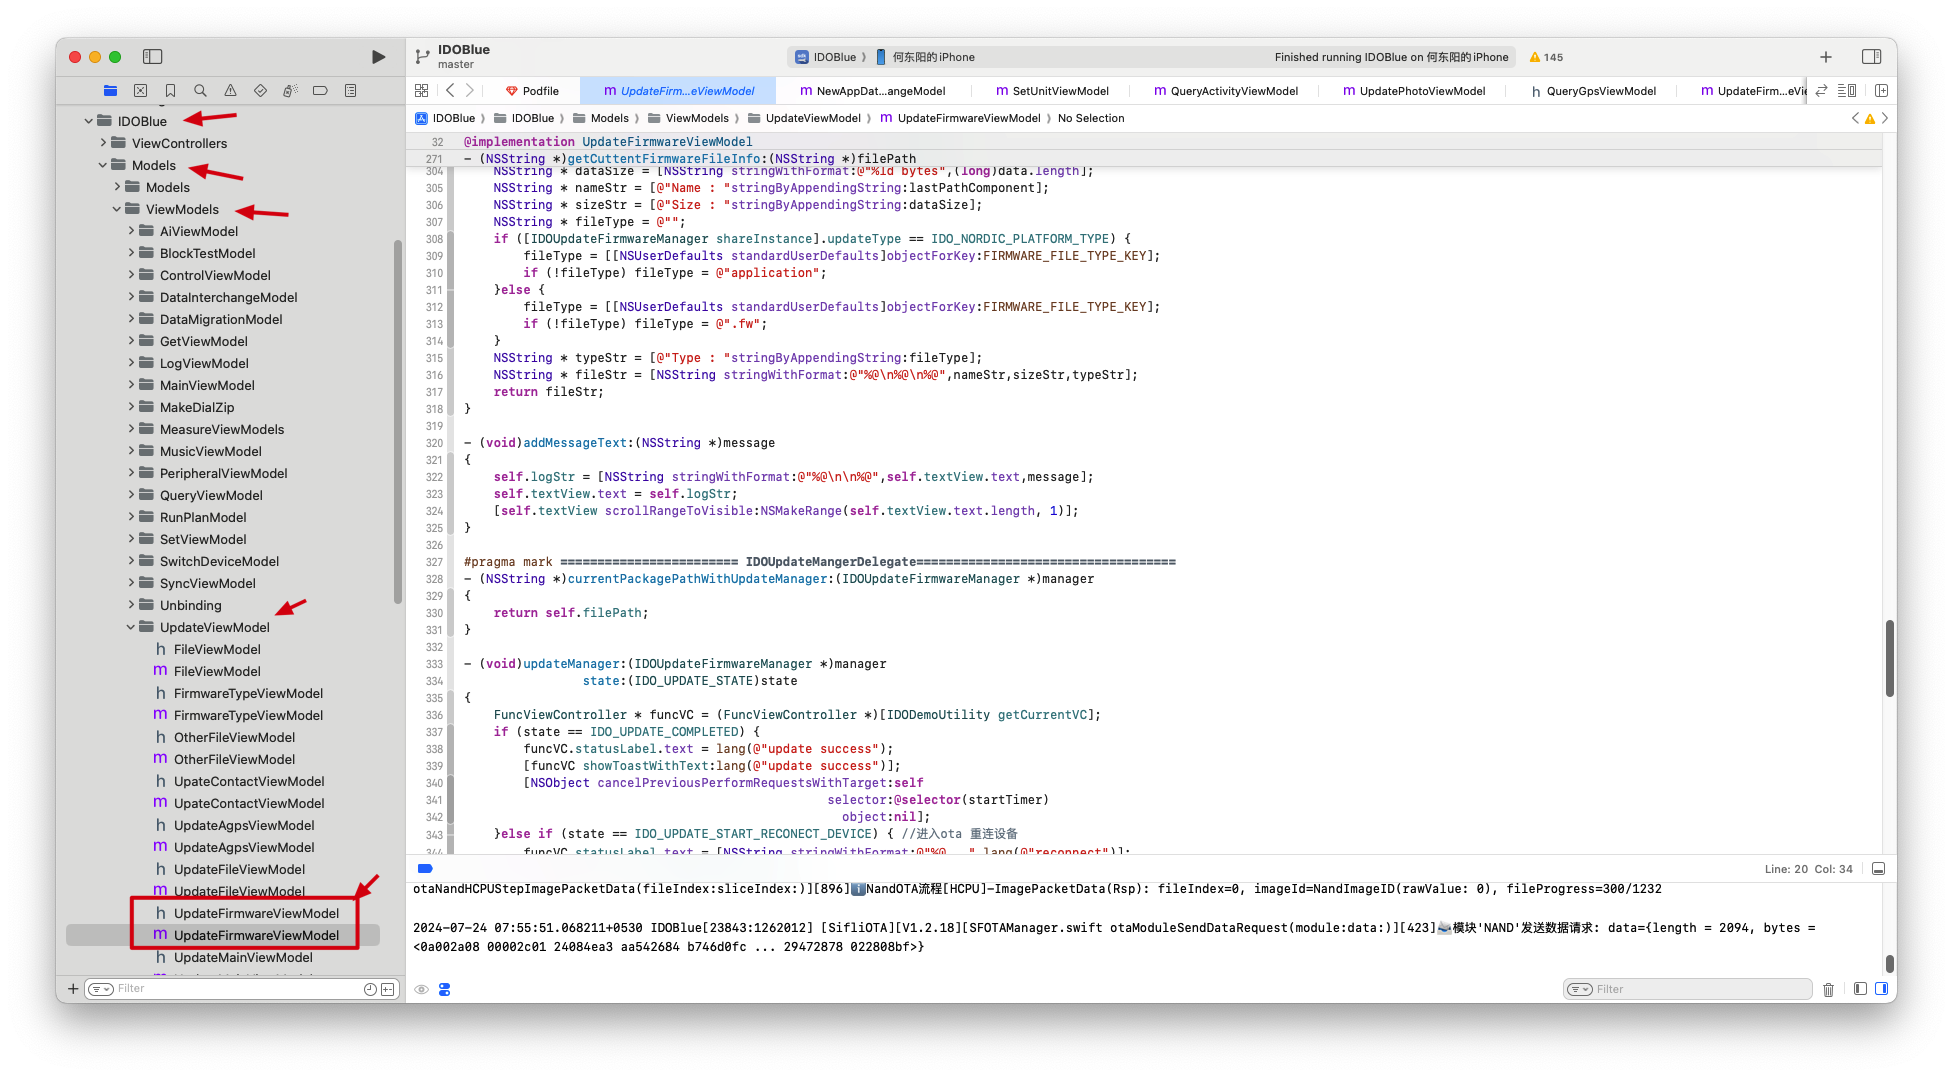 IDOBlue
master
IDOBlue 〉 何东阳的iPhone
Finished running IDOBlue on 何东阳的iPhone
145
Podfile
UpdateFirm...eViewModel
NewAppDat...angeModel
SetUnitViewModel
QueryActivityViewModel
UpdatePhotoViewModel
QueryGpsViewModel
UpdateFirm...eVi
IDOBlue 〉 IDOBlue 〉 Models 〉 ViewModels 〉 UpdateViewModel 〉 m UpdateFirmwareViewModel 〉 No Selection
IDOBlue
ViewControllers
Models
Models
ViewModels
AiViewModel
BlockTestModel
ControlViewModel
DataInterchangeModel
DataMigrationModel
GetViewModel
LogViewModel
MainViewModel
MakeDialZip
MeasureViewModels
MusicViewModel
PeripheralViewModel
QueryViewModel
RunPlanModel
SetViewModel
SwitchDeviceModel
SyncViewModel
Unbinding
UpdateViewModel
h FileViewModel
m FileViewModel
h FirmwareTypeViewModel
m FirmwareTypeViewModel
h OtherFileViewModel
m OtherFileViewModel
h UpateContactViewModel
m UpateContactViewModel
h UpdateAgpsViewModel
m UpdateAgpsViewModel
h UpdateFileViewModel
m UpdateFileViewModel
h UpdateFirmwareViewModel
m UpdateFirmwareViewModel
h UpdateMainViewModel
Filter
32 @implementation UpdateFirmwareViewModel
271 - (NSString *)getCuttentFirmwareFileInfo:(NSString *)filePath
304 NSString * dataSize = [NSString stringWithFormat:@"%ld bytes",(long)data.length];
305 NSString * nameStr = [@"Name : "stringByAppendingString:lastPathComponent];
306 NSString * sizeStr = [@"Size : "stringByAppendingString:dataSize];
307 NSString * fileType = @"";
308 if ([IDOUpdateFirmwareManager shareInstance].updateType == IDO_NORDIC_PLATFORM_TYPE) {
309 fileType = [[NSUserDefaults standardUserDefaults]objectForKey:FIRMWARE_FILE_TYPE_KEY];
310 if (!fileType) fileType = @"application";
311 }else {
312 fileType = [[NSUserDefaults standardUserDefaults]objectForKey:FIRMWARE_FILE_TYPE_KEY];
313 if (!fileType) fileType = @".fw";
314 }
315 NSString * typeStr = [@"Type : "stringByAppendingString:fileType];
316 NSString * fileStr = [NSString stringWithFormat:@"%@\n%@\n%@",nameStr,sizeStr,typeStr];
317 return fileStr;
318 }
319
320 - (void)addMessageText:(NSString *)message
321 {
322 self.logStr = [NSString stringWithFormat:@"%@\n\n%@",self.textView.text,message];
323 self.textView.text = self.logStr;
324 [self.textView scrollRangeToVisible:NSMakeRange(self.textView.text.length, 1)];
325 }
326
327 #pragma mark ======================== IDOUpdateMangerDelegate===================================
328 - (NSString *)currentPackagePathWithUpdateManager:(IDOUpdateFirmwareManager *)manager
329 {
330 return self.filePath;
331 }
332
333 - (void)updateManager:(IDOUpdateFirmwareManager *)manager
334 state:(IDO_UPDATE_STATE)state
335 {
336 FuncViewController * funcVC = (FuncViewController *)[IDODemoUtility getCurrentVC];
337 if (state == IDO_UPDATE_COMPLETED) {
338 funcVC.statusLabel.text = lang(@"update success");
339 [funcVC showToastWithText:lang(@"update success")];
340 [NSObject cancelPreviousPerformRequestsWithTarget:self
341 selector:@selector(startTimer)
342 object:nil];
343 }else if (state == IDO_UPDATE_START_RECONECT_DEVICE) { //进入ota 重连设备
344 funcVC.statusLabel.text = [NSString stringWithFormat:@"%@...",lang(@"reconnect")];
Line: 20 Col: 34
otaNandHCPUStepImagePacketData(fileIndex:sliceIndex:)][896]ℹ️NandOTA流程[HCPU]-ImagePacketData(Rsp): fileIndex=0, imageId=NandImageID(rawValue: 0), fileProgress=300/1232
2024-07-24 07:55:51.068211+0530 IDOBlue[23843:1262012] [SifliOTA][V1.2.18][SFOTAManager.swift otaModuleSendDataRequest(module:data:)][423]模块'NAND'发送数据请求: data={length = 2094, bytes =
<0a002a08 00002c01 24084ea3 aa542684 b746d0fc ... 29472878 022808bf>}
Filter